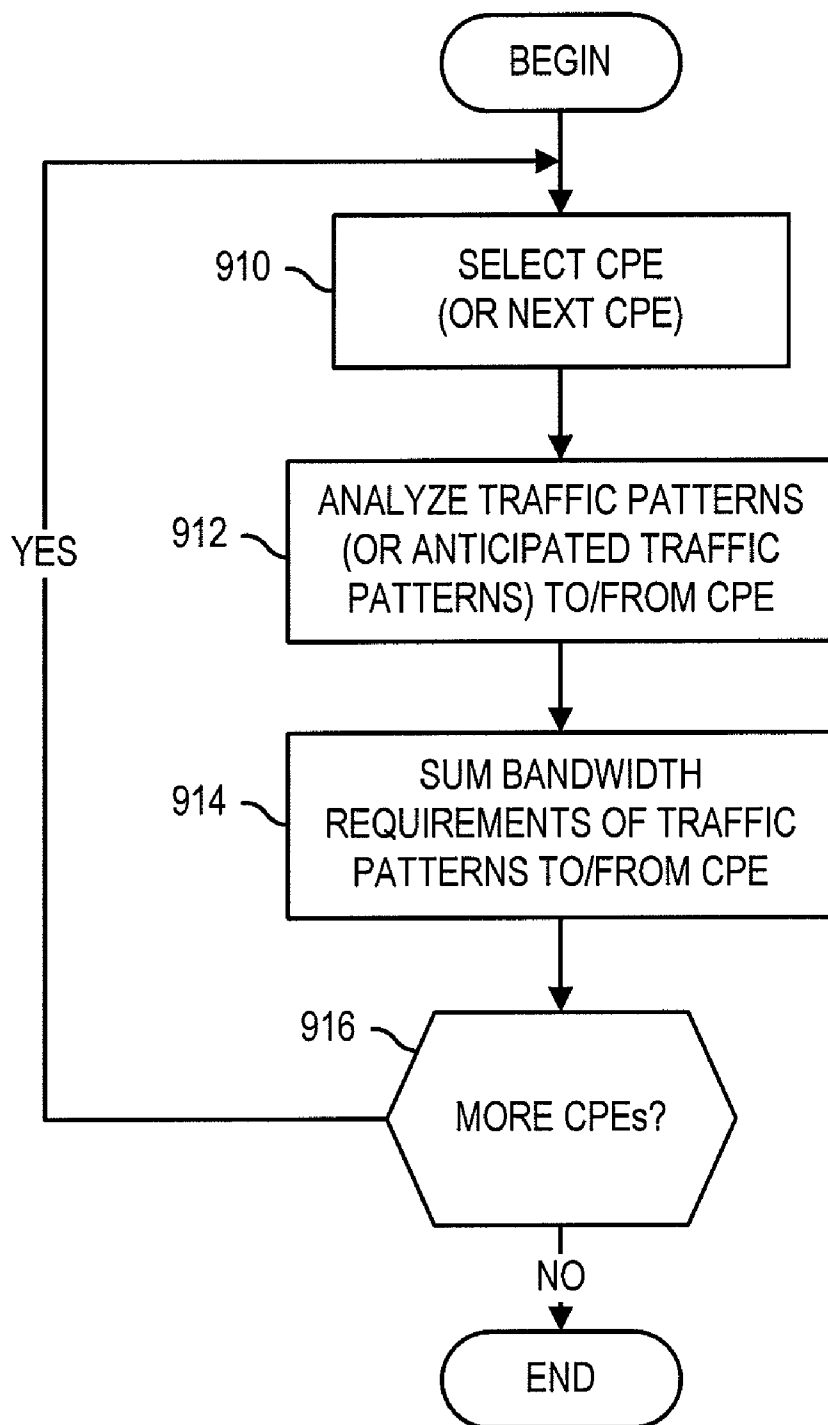 BEGIN
910
SELECT CPE
(OR NEXT CPE)
912
ANALYZE TRAFFIC PATTERNS
(OR ANTICIPATED TRAFFIC
PATTERNS) TO/FROM CPE
YES
914
SUM BANDWIDTH
REQUIREMENTS OF TRAFFIC
PATTERNS TO/FROM CPE
916
MORE CPEs?
NO
END